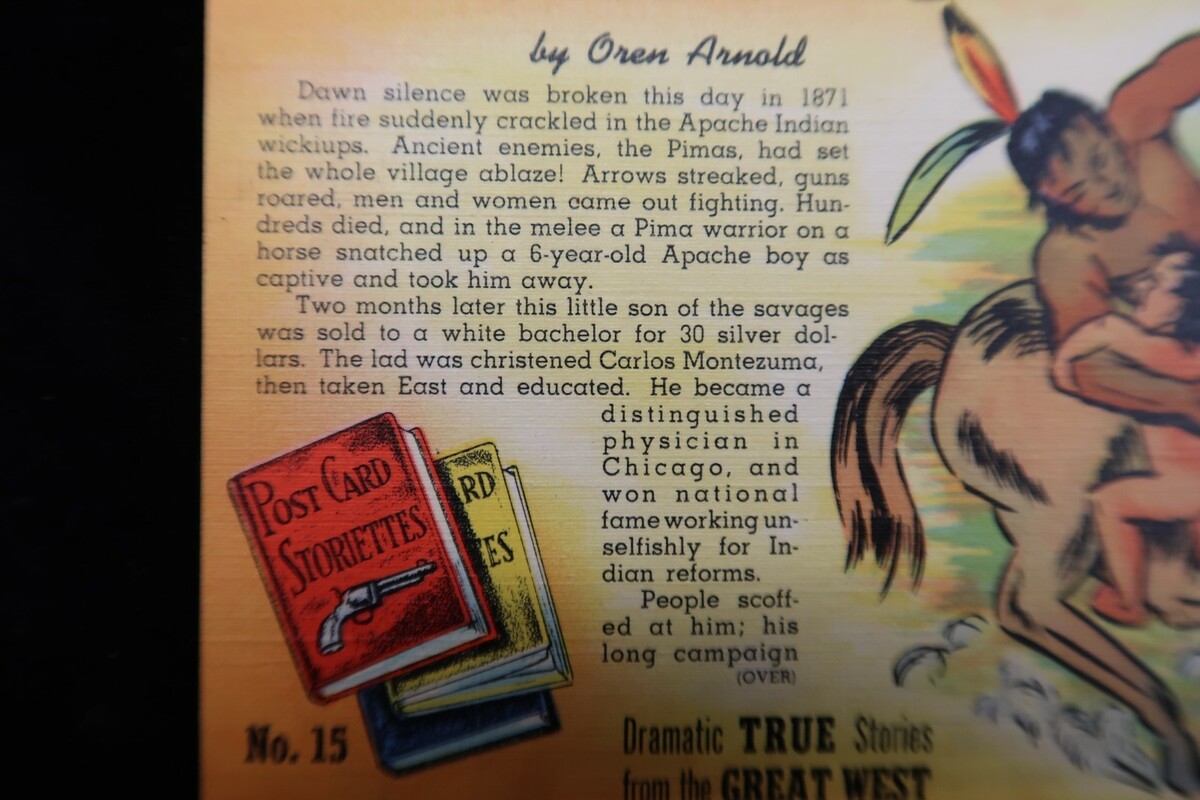 by Oren Arnold
Dawn silence was broken this day in 1871
when fire suddenly crackled in the Apache Indian
wickiups. Ancient enemies, the Pimas, had set
the whole village ablaze! Arrows streaked, guns
roared, men and women came out fighting. Hun-
dreds died, and in the melee a Pima warrior on a
horse snatched up a 6-year-old Apache boy as
captive and took him away.
Two months later this little son of the savages
was sold to a white bachelor for 30 silver dol-
lars. The lad was christened Carlos Montezuma,
then taken East and educated. He became a
distinguished
physician in
Chicago, and
won national
fame working un-
selfishly for In-
dian reforms.
People scoff-
ed at him; his
long campaign
(OVER)
POST CARD
STORIETTES
RD
ES
No. 15
Dramatic TRUE Stories
from the GREAT WEST